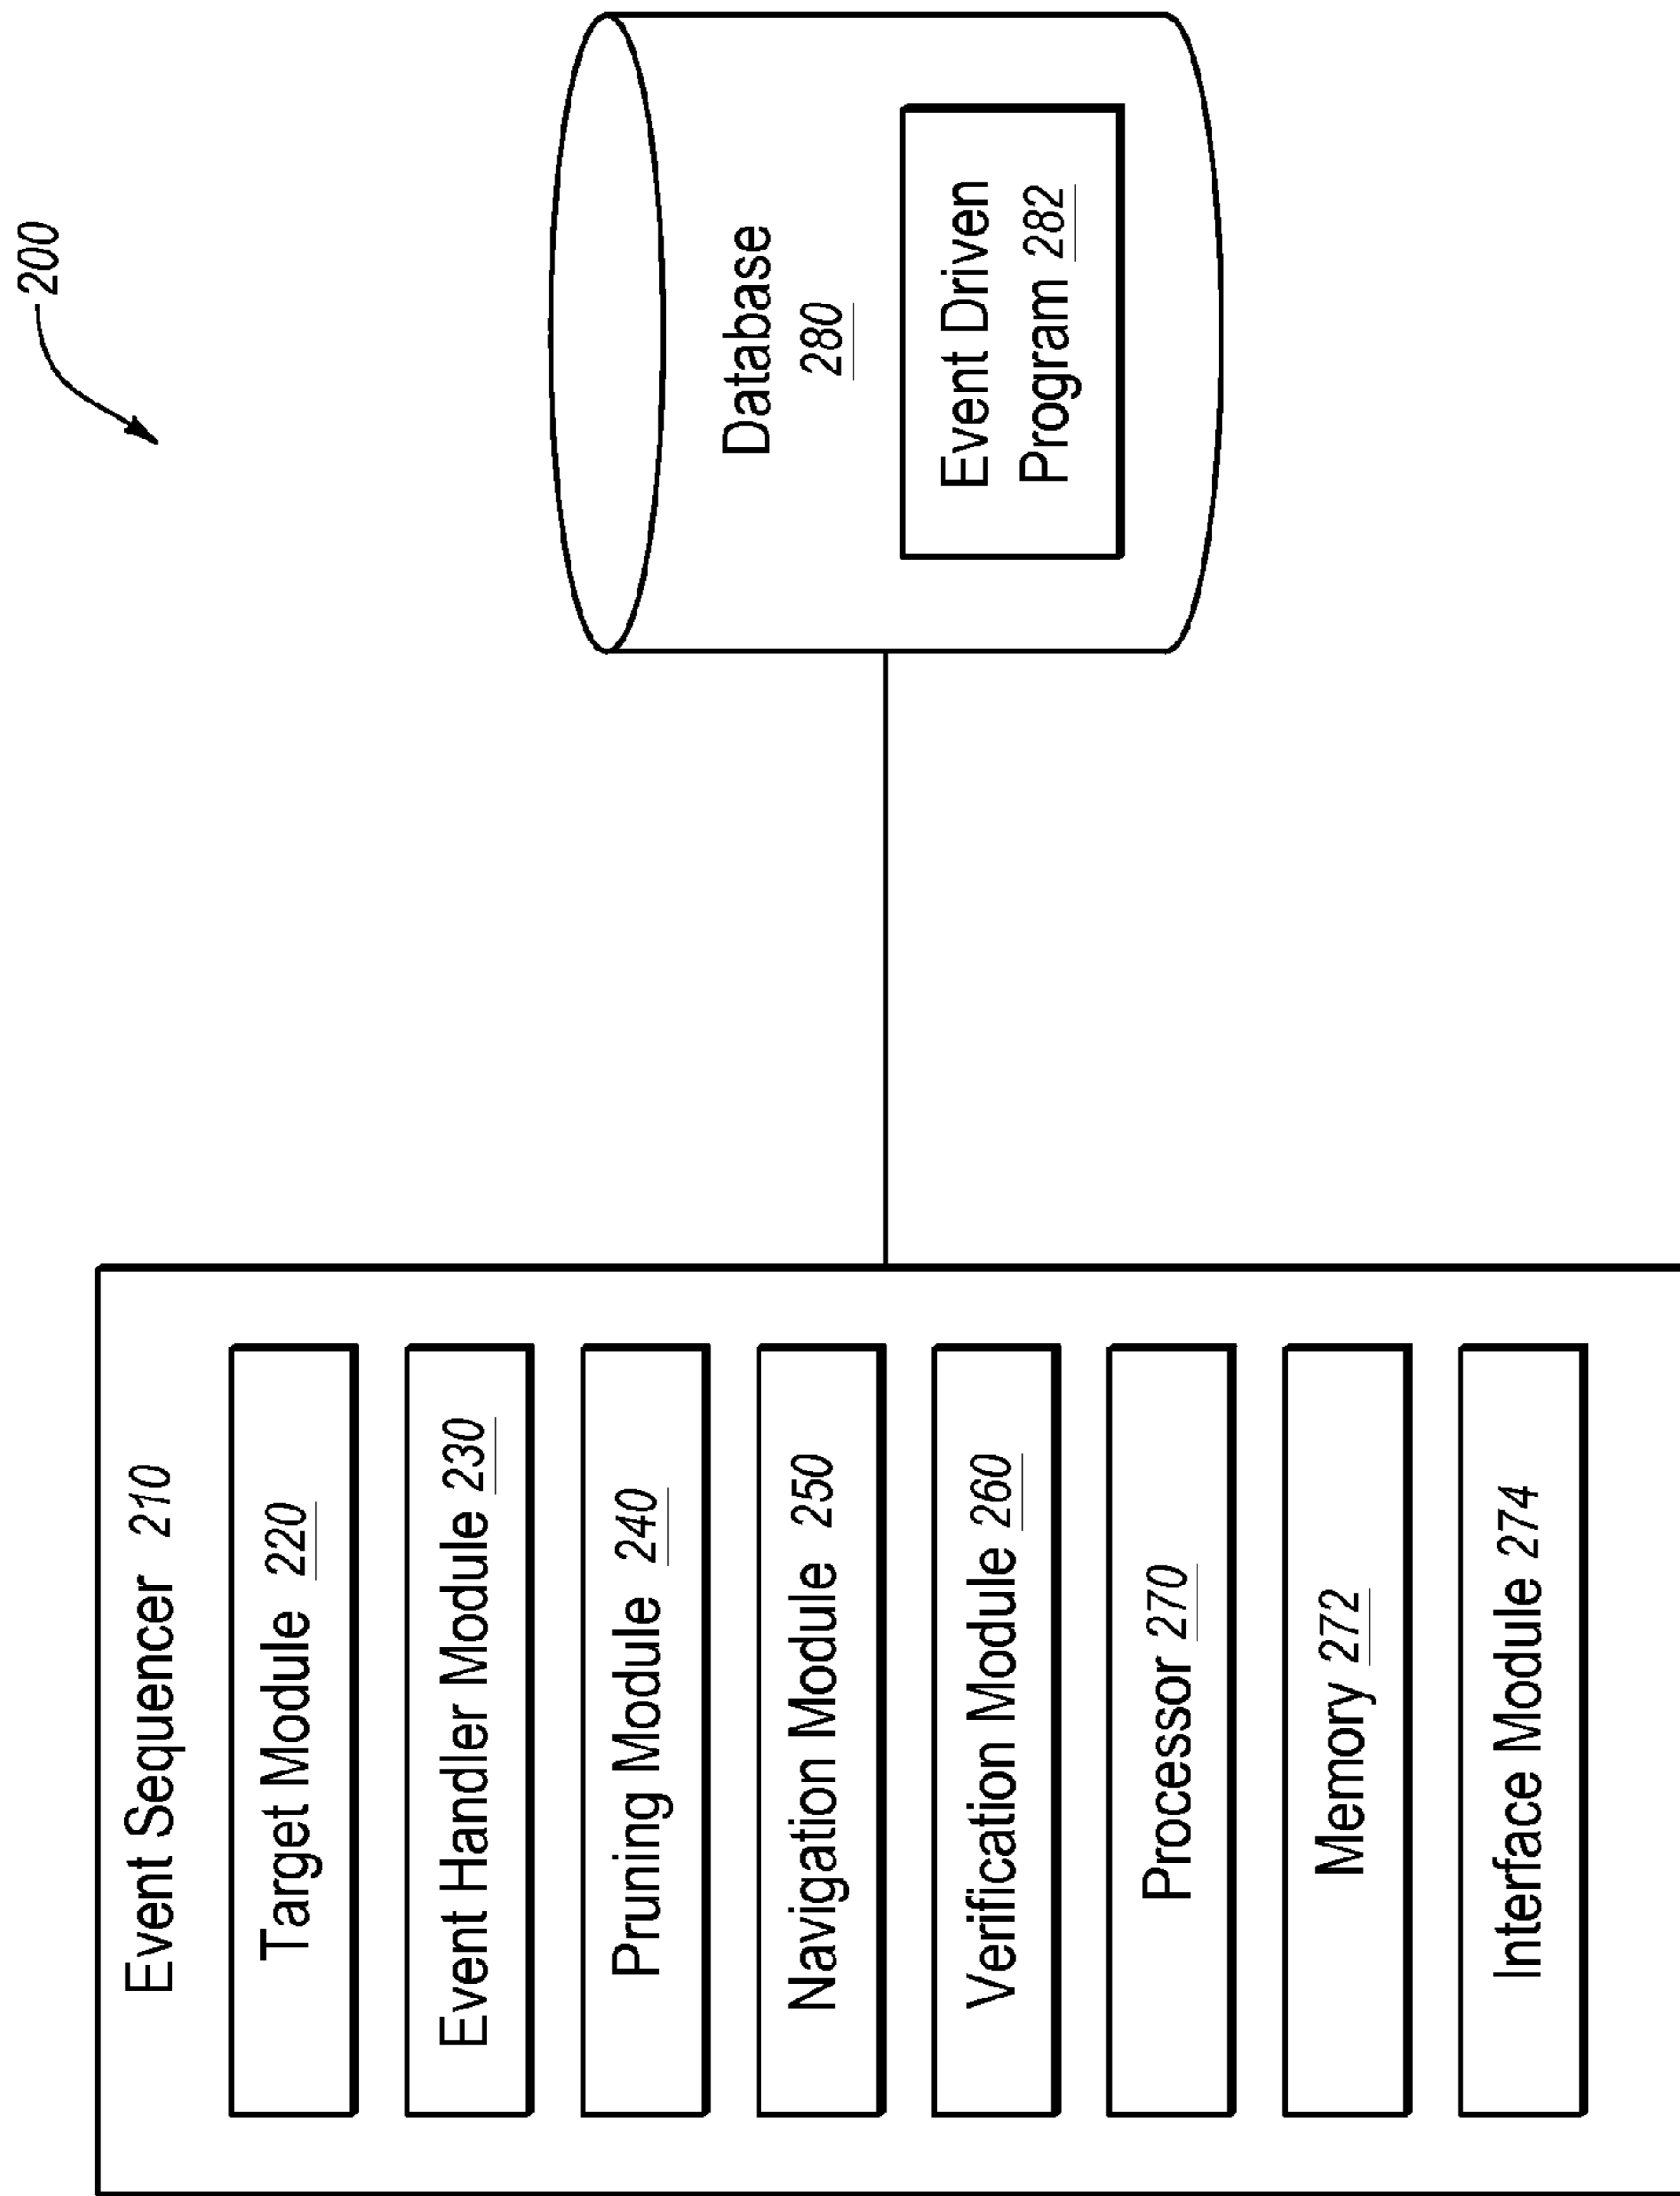 200
Event Sequencer 210
Target Module 220
Event Handler Module 230
Pruning Module 240
Navigation Module 250
Verification Module 260
Processor 270
Memory 272
Interface Module 274
Database
280
Event Driven
Program 282